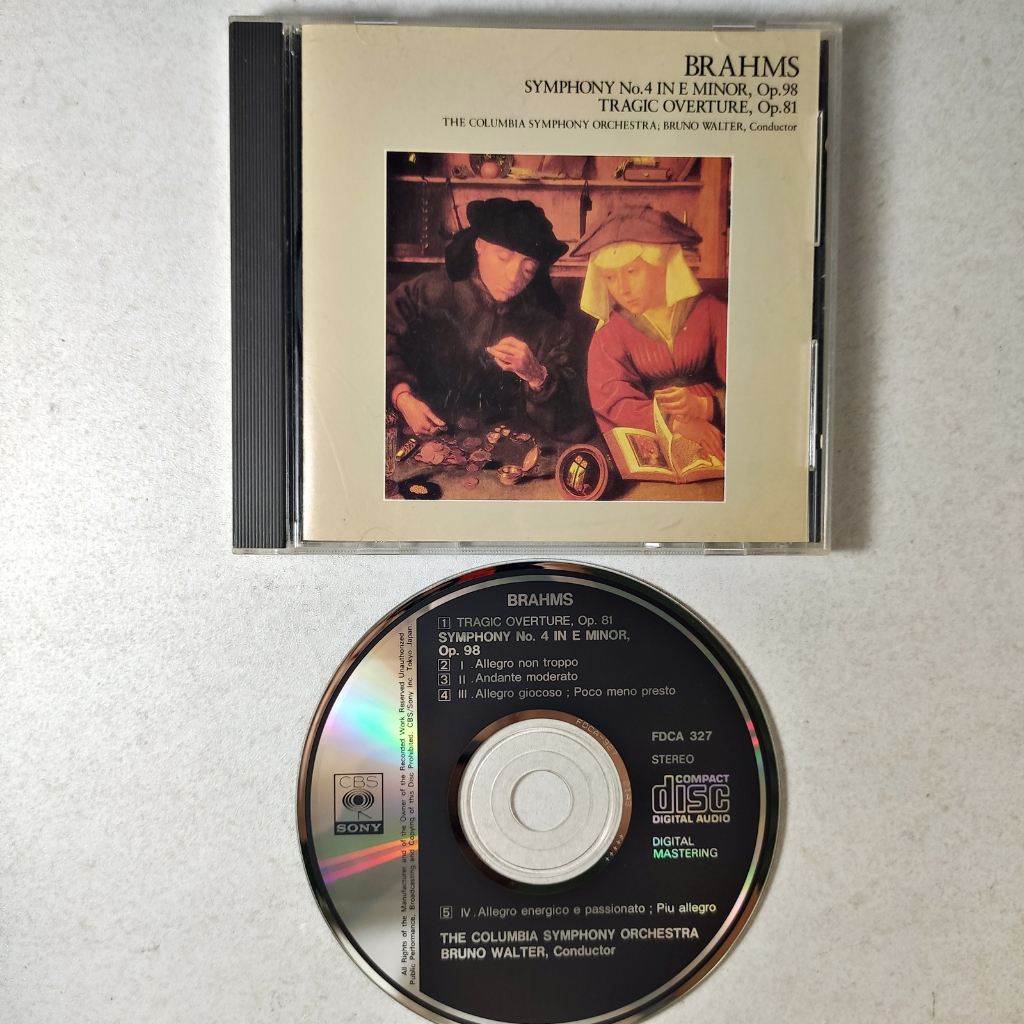 BRAHMS
SYMPHONY No.4 IN E MINOR, Op.98
TRAGIC OVERTURE, Op.81
THE COLUMBIA SYMPHONY ORCHESTRA; BRUNO WALTER, Conductor
BRAHMS
1 TRAGIC OVERTURE, Op. 81
SYMPHONY No. 4 IN E MINOR,
Op. 98
2 I .Allegro non troppo
3 II .Andante moderato
4 III .Allegro giocoso ; Poco meno presto
FDCA 327
STEREO
COMPACT
disc
DIGITAL AUDIO
DIGITAL
MASTERING
CBS
SONY
All Rights of the Manufacturer and of the Owner of the Recorded Work Reserved Unauthorized
Public Performance, Broadcasting and Copying of this Disc Prohibited. CBS/Sony Inc. Tokyo Japan.
5 IV .Allegro energico e passionato ; Piu allegro
THE COLUMBIA SYMPHONY ORCHESTRA
BRUNO WALTER, Conductor